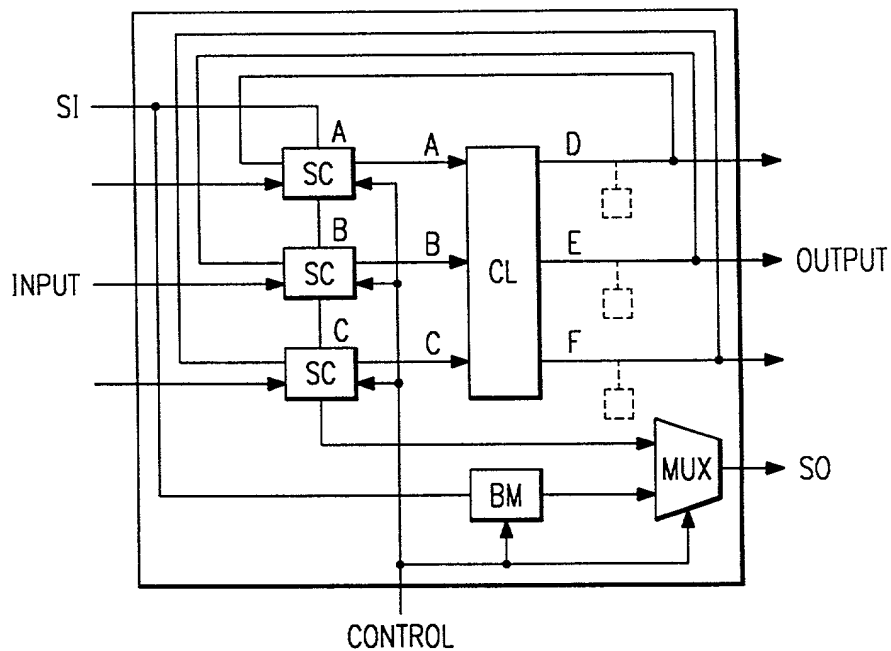 SI
A A D
SC
B B E
SC CL OUTPUT
INPUT
C C F
SC
MUX SO
BM
CONTROL